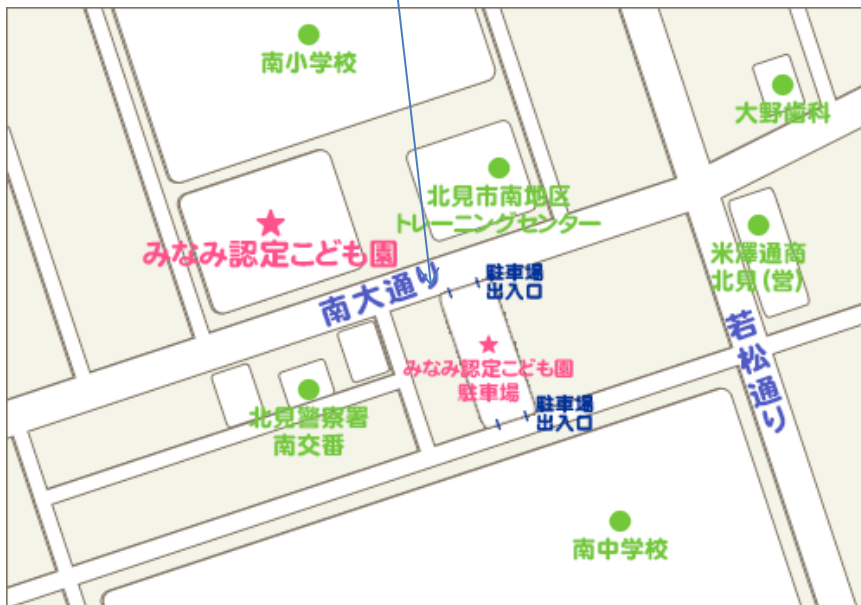 南小学校
大野歯科
北見市南地区
トレーニングセンター
みなみ認定こども園
米澤通商
北見(営)
南大通り
駐車場
出入口
若松通り
みなみ認定こども園
駐車場
駐車場
出入口
北見警察署
南交番
南中学校